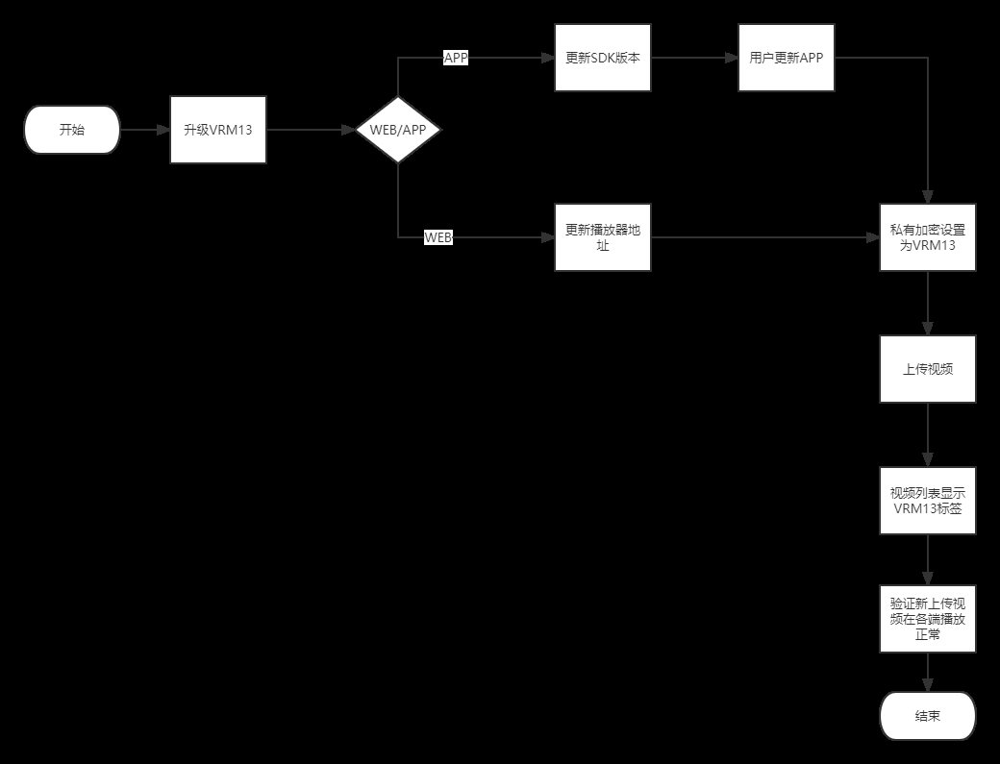 APP
更新SDK版本
用户更新APP
开始
升级VRM13
WEB/APP
WEB
更新播放器地
址
私有加密设置
为VRM13
上传视频
视频列表显示
VRM13标签
验证新上传视
频在各端播放
正常
结束